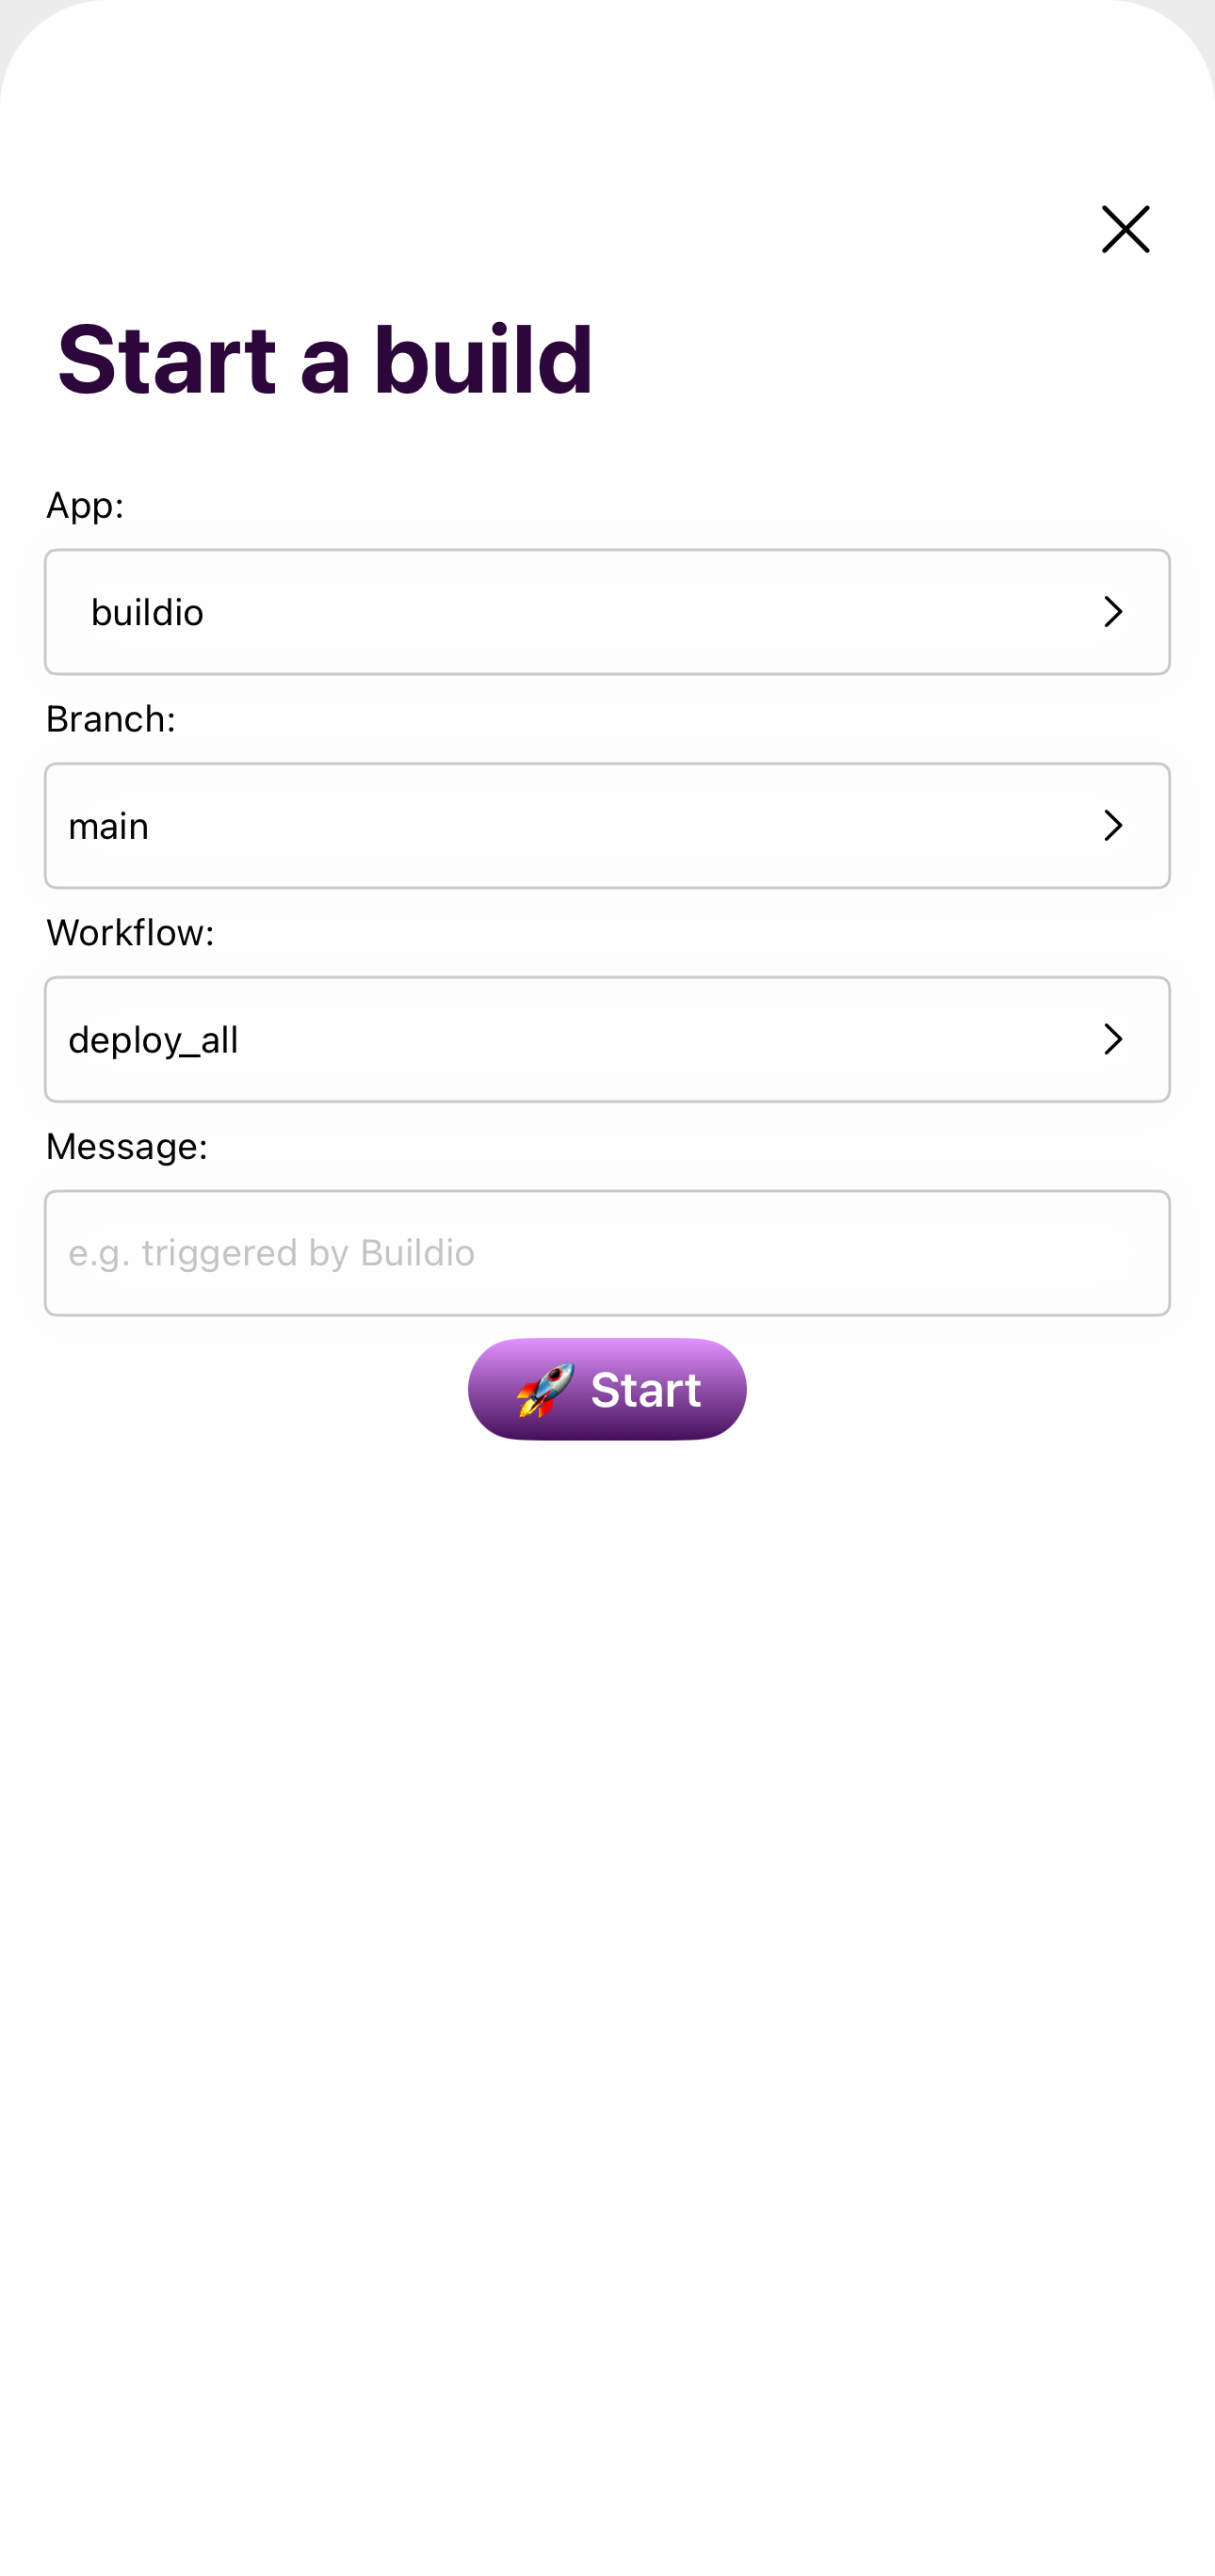 Start a build
App:
buildio
Branch:
main
Workflow:
deploy_all
Message:
e.g. triggered by Buildio
🚀 Start